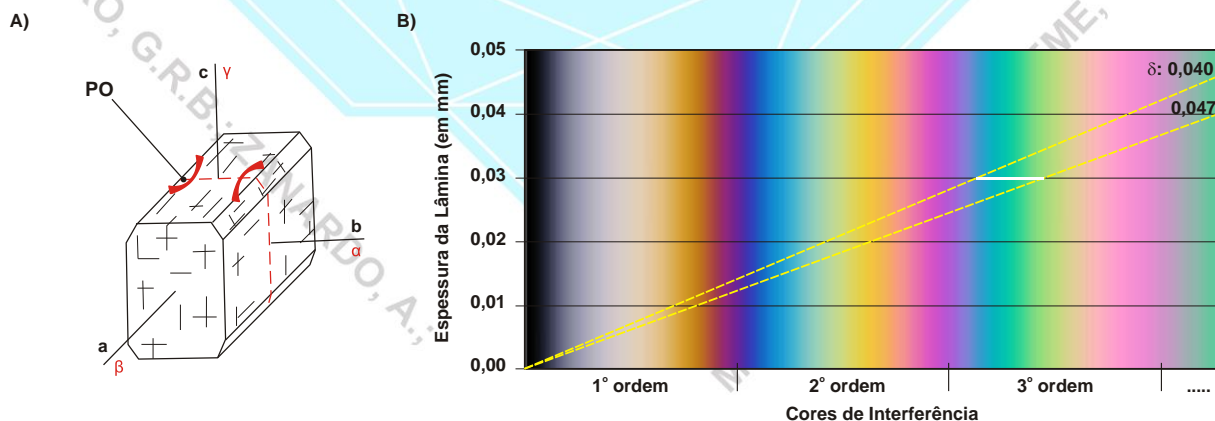 A)
B)
PO
c γ
b
α
a
β
Espessura da Lâmina (em mm)
0,05
0,04
0,03
0,02
0,01
0,00
δ: 0,040
0,047
1° ordem
2° ordem
3° ordem
.....
Cores de Interferência
G.R.B.; ZANARDO, A.;